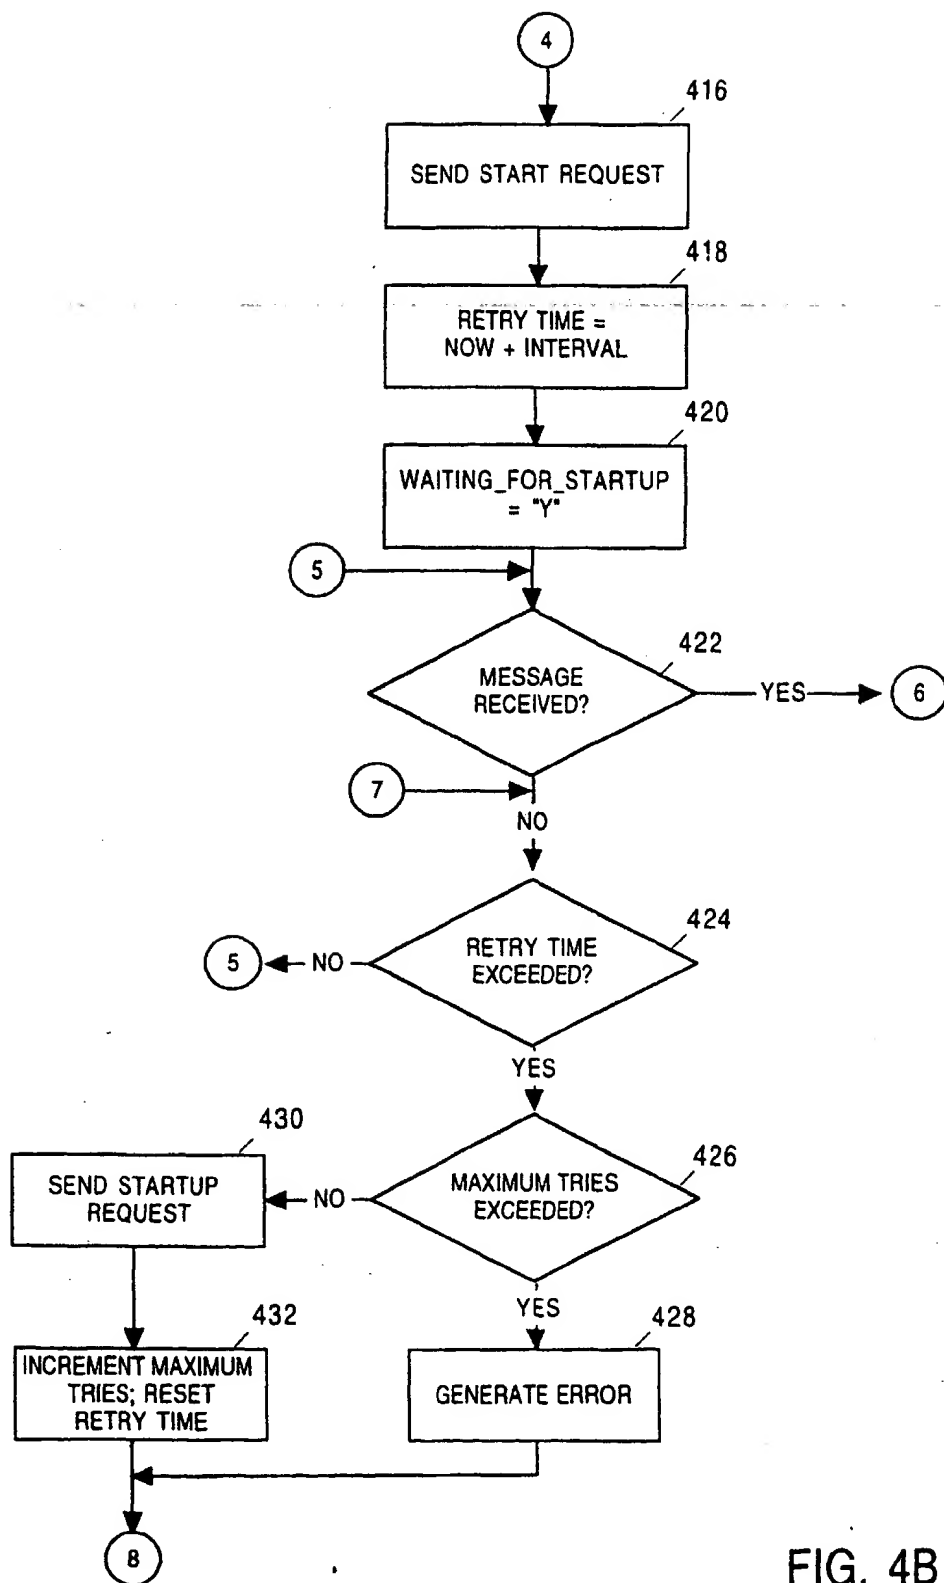 4
416
SEND START REQUEST
418
RETRY TIME =
NOW + INTERVAL
420
WAITING_FOR_STARTUP
= "Y"
5
422
MESSAGE
RECEIVED?
YES
6
7
NO
424
RETRY TIME
EXCEEDED?
NO
5
YES
426
MAXIMUM TRIES
EXCEEDED?
NO
430
SEND STARTUP
REQUEST
YES
432
INCREMENT MAXIMUM
TRIES; RESET
RETRY TIME
428
GENERATE ERROR
8
FIG. 4B